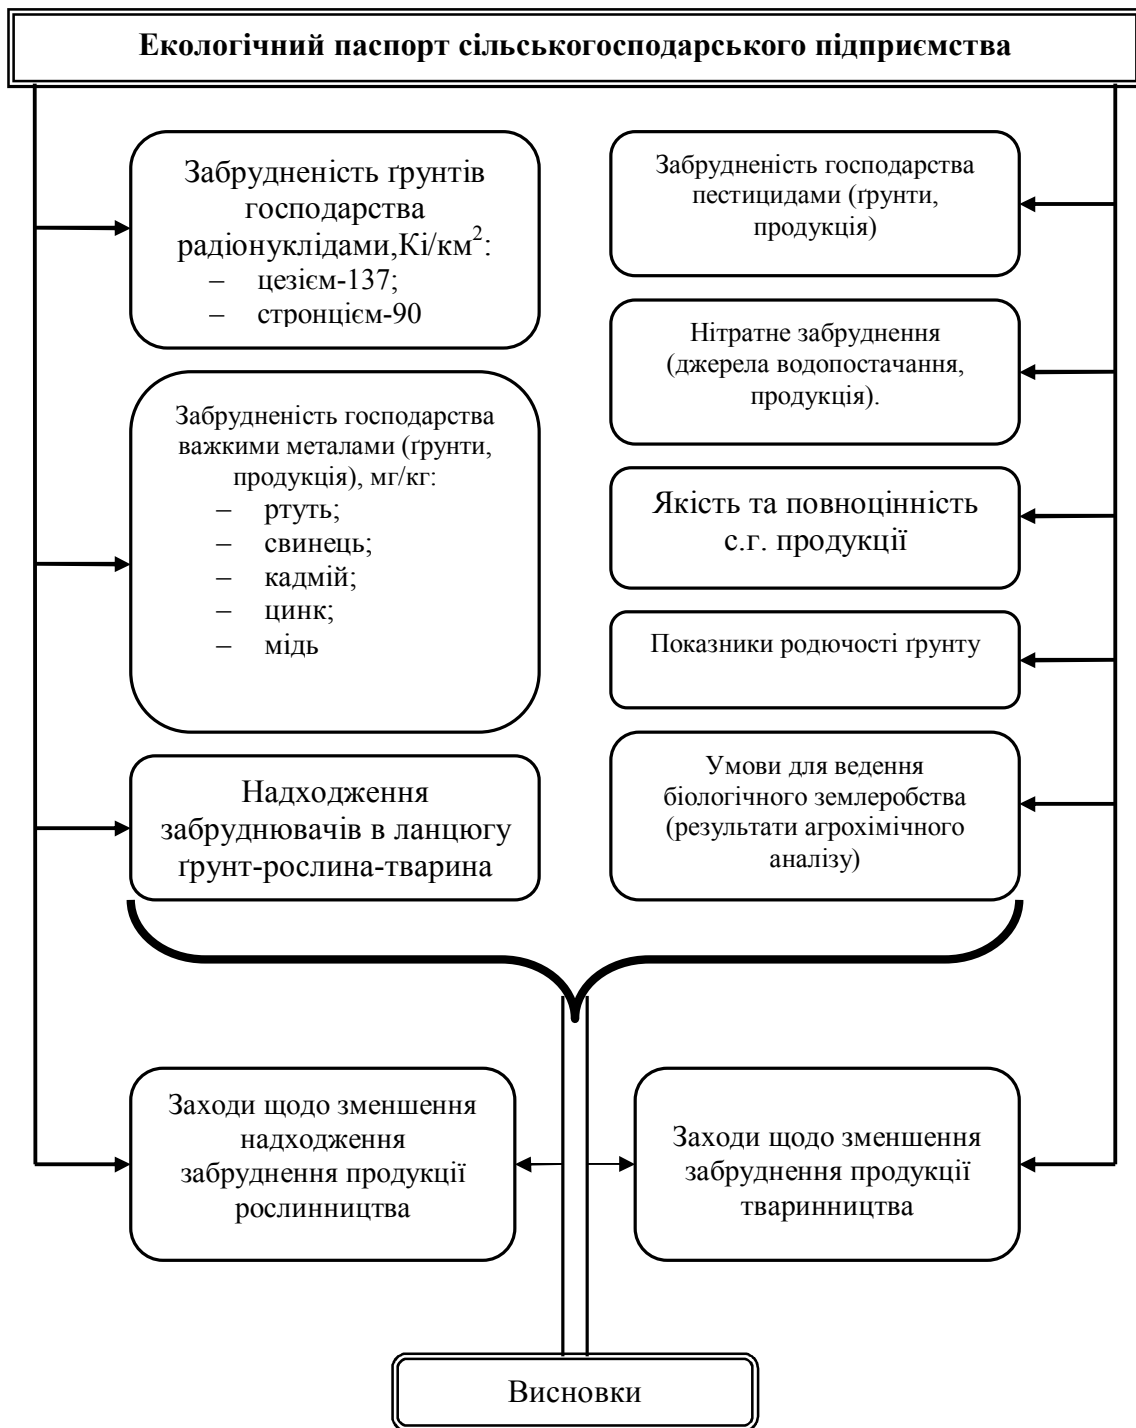 Екологічний паспорт сільськогосподарського підприємства
Забрудненість ґрунтів
господарства
радіонуклідами,Кі/км²:
– цезієм-137;
– стронцієм-90
Забрудненість господарства
важкими металами (ґрунти,
продукція), мг/кг:
– ртуть;
– свинець;
– кадмій;
– цинк;
– мідь
Надходження
забруднювачів в ланцюгу
ґрунт-рослина-тварина
Забрудненість господарства
пестицидами (ґрунти,
продукція)
Нітратне забруднення
(джерела водопостачання,
продукція).
Якість та повноцінність
с.г. продукції
Показники родючості ґрунту
Умови для ведення
біологічного землеробства
(результати агрохімічного
аналізу)
Заходи щодо зменшення
надходження
забруднення продукції
рослинництва
Заходи щодо зменшення
забруднення продукції
тваринництва
Висновки